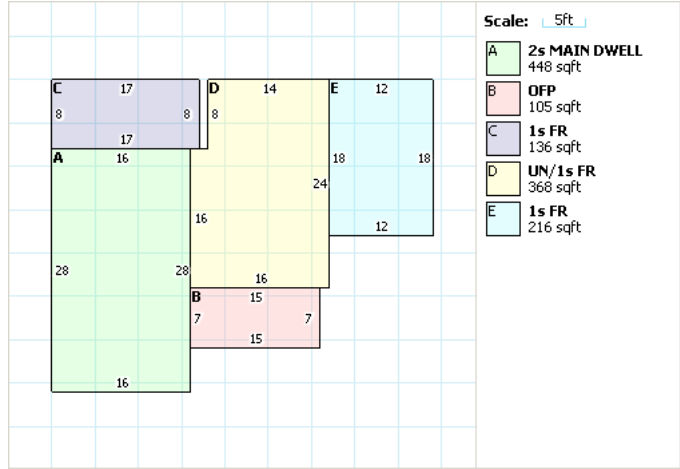 Scale: 5ft
A 2s MAIN DWELL
448 sqft
B OFP
105 sqft
C 1s FR
136 sqft
D UN/1s FR
368 sqft
E 1s FR
216 sqft
C 17 D 14 E 12
8 8 8
17
A 16 18 18
24
16 12
28 28
16
B 15
7 7
15
16